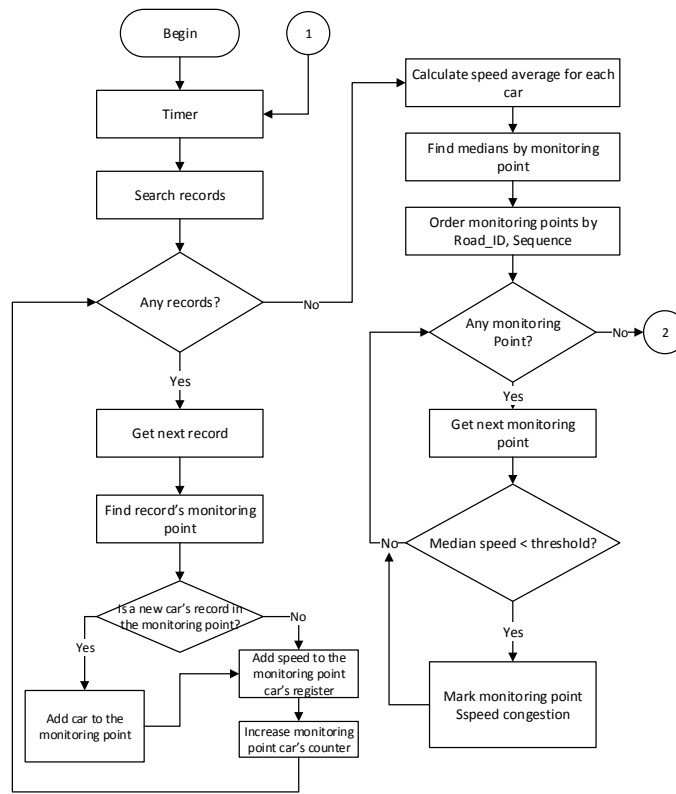 Begin
1
Timer
Search records
Any records?
No
Yes
Get next record
Find record's monitoring
point
Is a new car's record in
the monitoring point?
Yes
No
Add car to the
monitoring point
Add speed to the
monitoring point
car's register
Increase monitoring
point car's counter
Calculate speed average for each
car
Find medians by monitoring
point
Order monitoring points by
Road_ID, Sequence
Any monitoring
Point?
No
2
Yes
Get next monitoring
point
Median speed < threshold?
No
Yes
Mark monitoring point
Sspeed congestion